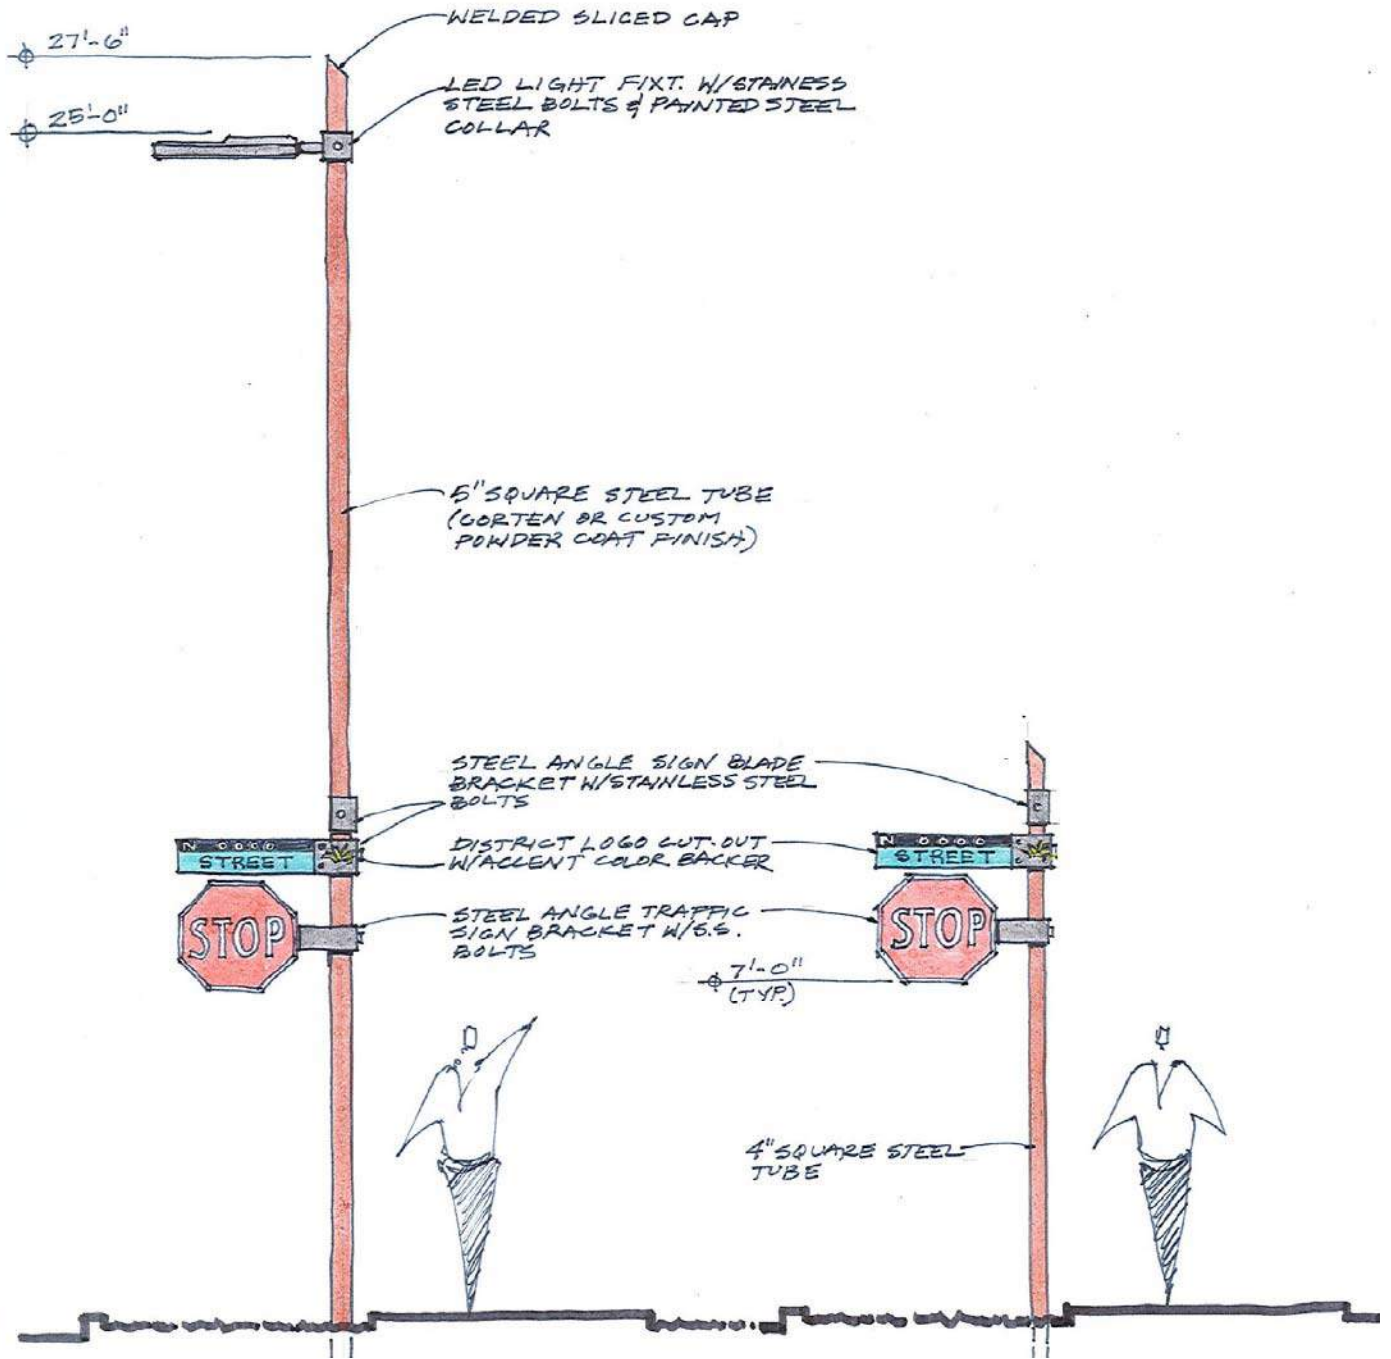 WELDED SLICED CAP
27'-6"
LED LIGHT FIXT. W/STAINESS
STEEL BOLTS & PAINTED STEEL
COLLAR
25'-0"
5" SQUARE STEEL TUBE
(CORTEN OR CUSTOM
POWDER COAT FINISH)
STEEL ANGLE SIGN BLADE
BRACKET W/STAINLESS STEEL
BOLTS
N 0000
STREET
DISTRICT LOGO CUT-OUT
W/ACCENT COLOR BACKER
N 0000
STREET
STOP
STEEL ANGLE TRAFFIC
SIGN BRACKET W/S.S.
BOLTS
STOP
7'-0"
(TYP.)
4" SQUARE STEEL
TUBE